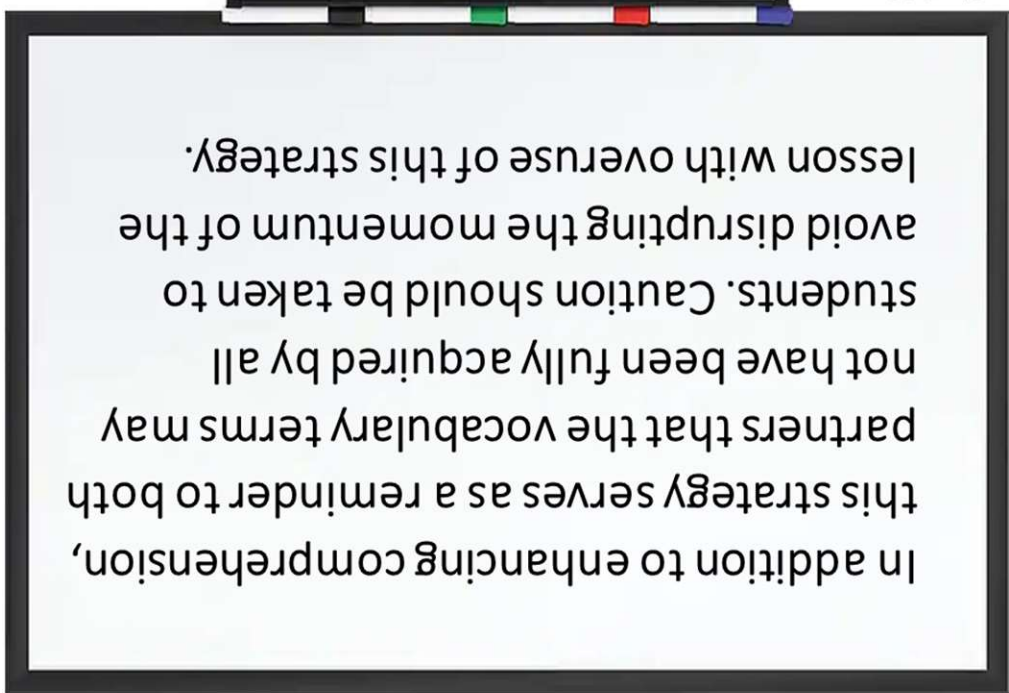 In addition to enhancing comprehension,
this strategy serves as a reminder to both
partners that the vocabulary terms may
not have been fully acquired by all
students. Caution should be taken to
avoid disrupting the momentum of the
lesson with overuse of this strategy.